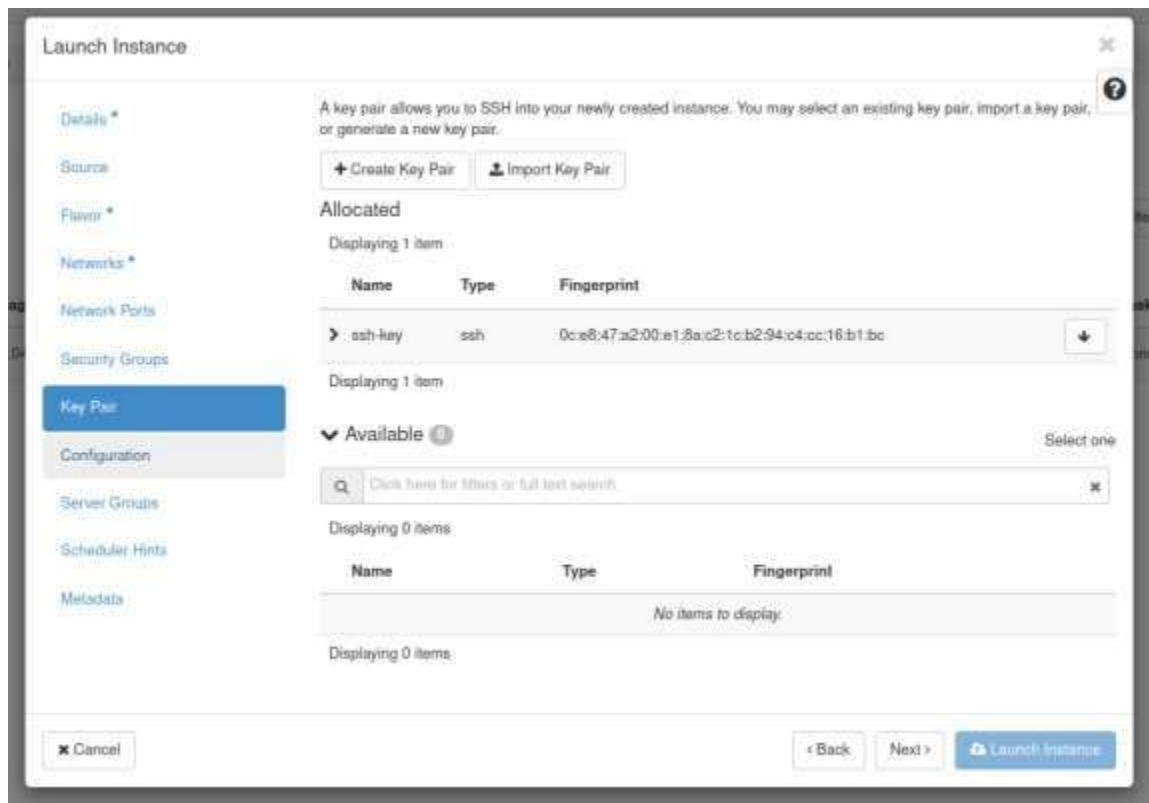 Launch Instance
Details *
Source
Flavor *
Networks *
Network Ports
Security Groups
Key Pair
Configuration
Server Groups
Scheduler Hints
Metadata
A key pair allows you to SSH into your newly created instance. You may select an existing key pair, import a key pair,
or generate a new key pair.
Create Key Pair
Import Key Pair
Allocated
Displaying 1 item
Name Type Fingerprint
ssh-key ssh 0c:e8:47:a2:00:e1:8a:c2:1c:b2:94:c4:cc:16:b1:bc
Displaying 1 item
Available 0
Select one
Click here for filters or full text search.
Displaying 0 items
Name Type Fingerprint
No items to display.
Displaying 0 items
Cancel
< Back
Next >
Launch Instance